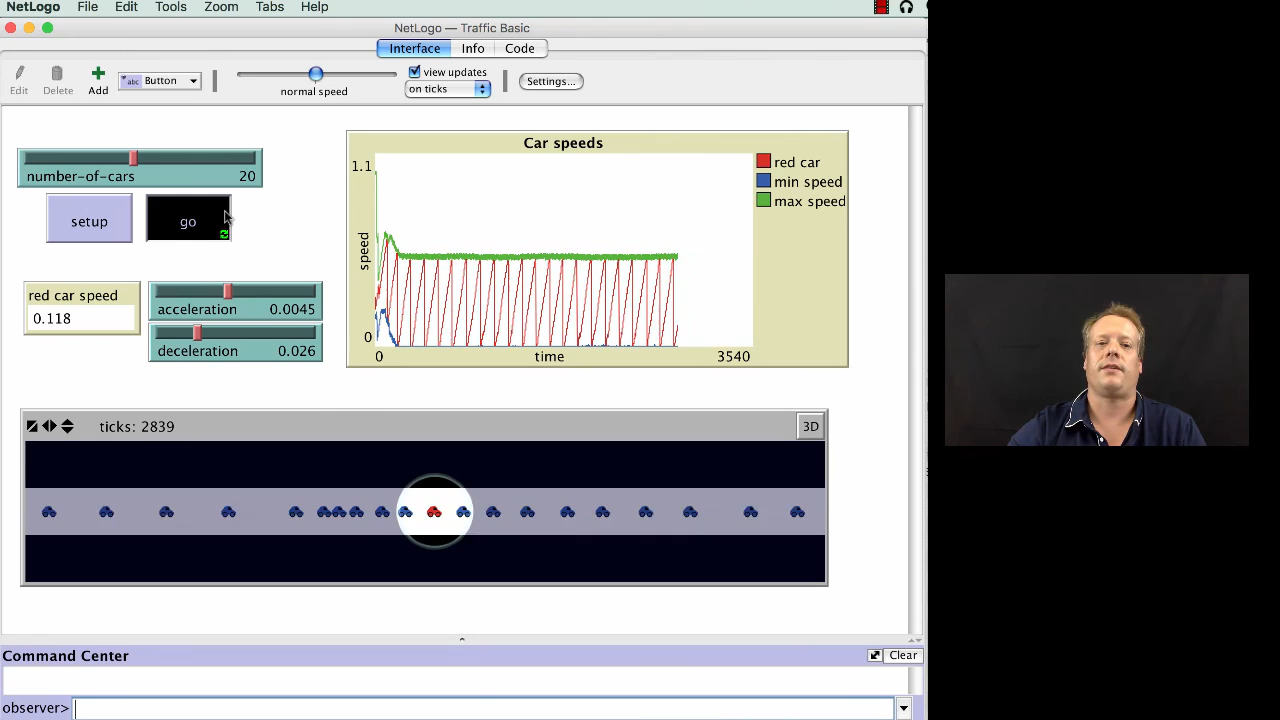 NetLogo File Edit Tools Zoom Tabs Help
NetLogo — Traffic Basic
Interface Info Code
Edit Delete Add abc Button normal speed view updates on ticks Settings...
number-of-cars 20
setup go
red car speed
0.118
acceleration 0.0045
deceleration 0.026
Car speeds
1.1
speed
0
0 time 3540
red car
min speed
max speed
ticks: 2839 3D
Command Center Clear
observer>